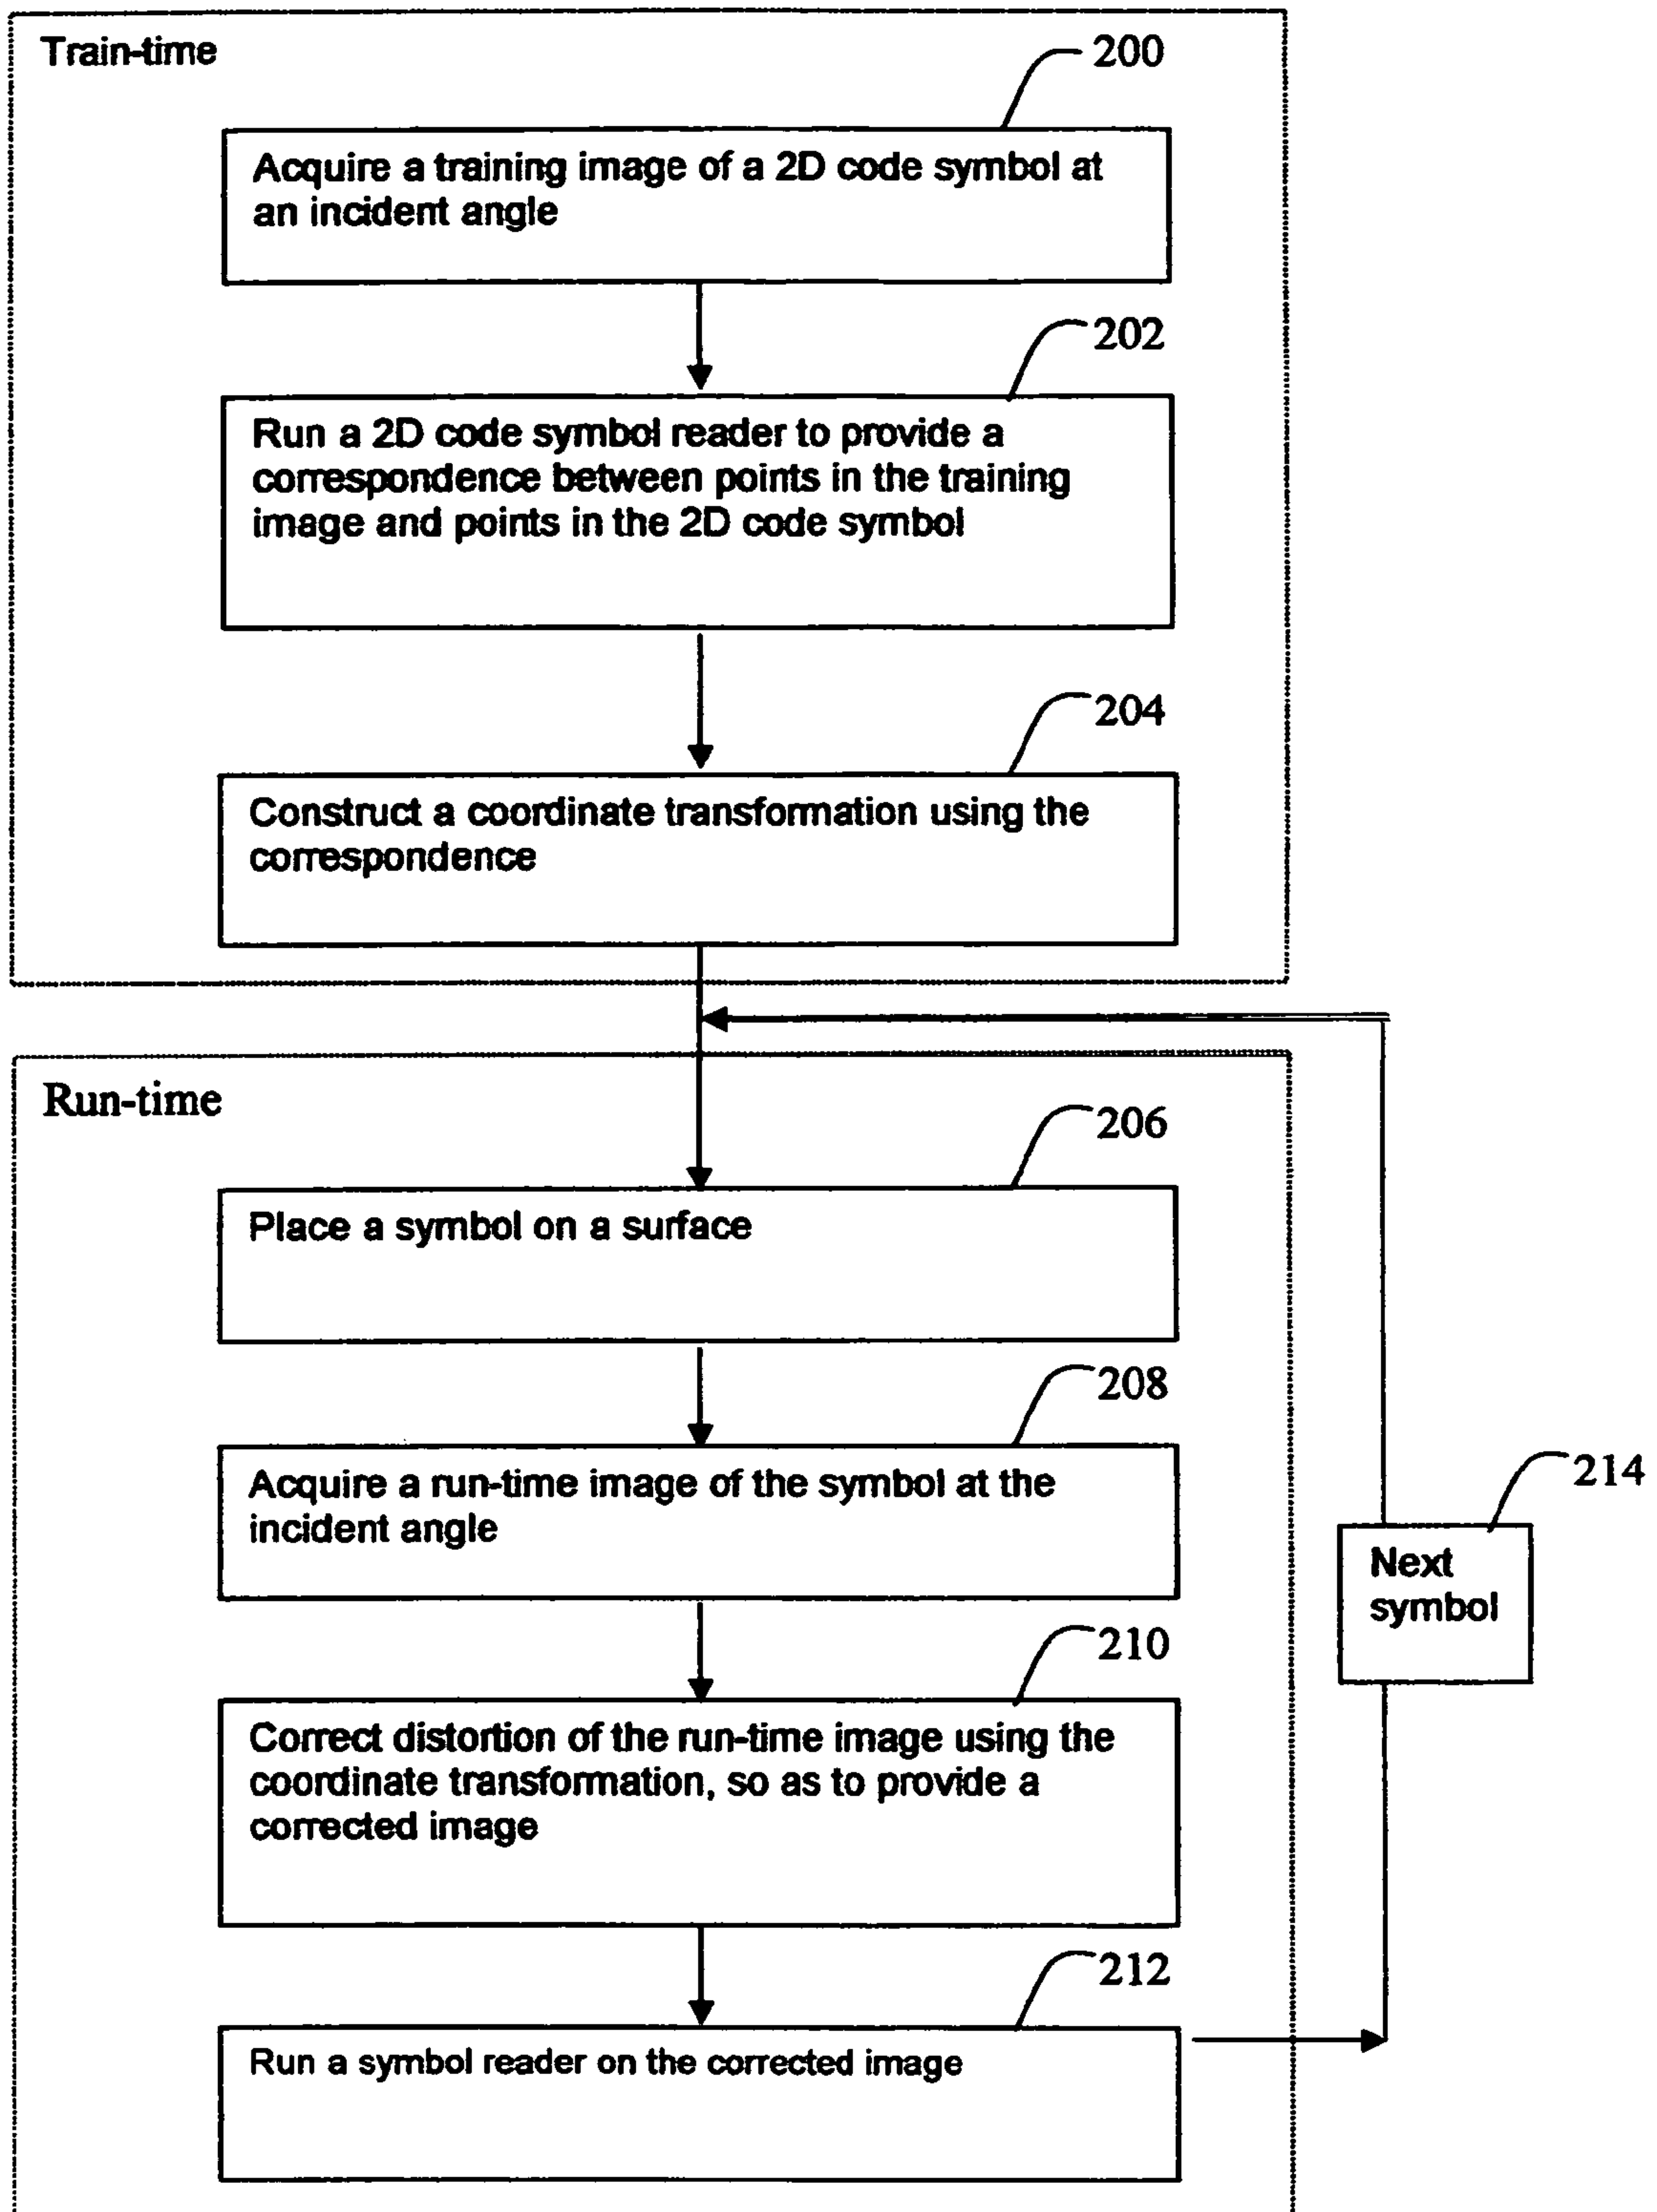 Train-time
200
Acquire a training image of a 2D code symbol at
an incident angle
202
Run a 2D code symbol reader to provide a
correspondence between points in the training
image and points in the 2D code symbol
204
Construct a coordinate transformation using the
correspondence
Run-time
206
Place a symbol on a surface
208
Acquire a run-time image of the symbol at the
incident angle
214
Next
symbol
210
Correct distortion of the run-time image using the
coordinate transformation, so as to provide a
corrected image
212
Run a symbol reader on the corrected image